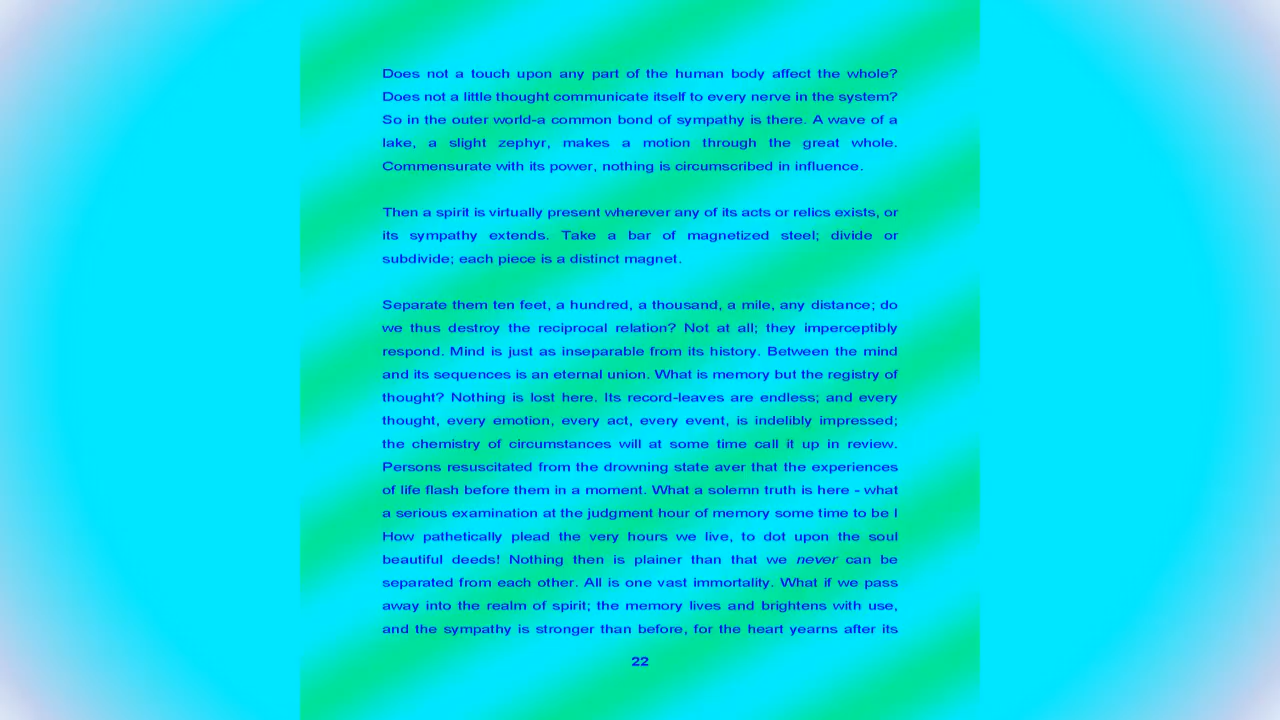 Does not a touch upon any part of the human body affect the whole?
Does not a little thought communicate itself to every nerve in the system?
So in the outer world-a common bond of sympathy is there. A wave of a
lake, a slight zephyr, makes a motion through the great whole.
Commensurate with its power, nothing is circumscribed in influence.
Then a spirit is virtually present wherever any of its acts or relics exists, or
its sympathy extends. Take a bar of magnetized steel; divide or
subdivide; each piece is a distinct magnet.
Separate them ten feet, a hundred, a thousand, a mile, any distance; do
we thus destroy the reciprocal relation? Not at all; they imperceptibly
respond. Mind is just as inseparable from its history. Between the mind
and its sequences is an eternal union. What is memory but the registry of
thought? Nothing is lost here. Its record-leaves are endless; and every
thought, every emotion, every act, every event, is indelibly impressed;
the chemistry of circumstances will at some time call it up in review.
Persons resuscitated from the drowning state aver that the experiences
of life flash before them in a moment. What a solemn truth is here - what
a serious examination at the judgment hour of memory some time to be l
How pathetically plead the very hours we live, to dot upon the soul
beautiful deeds! Nothing then is plainer than that we never can be
separated from each other. All is one vast immortality. What if we pass
away into the realm of spirit; the memory lives and brightens with use,
and the sympathy is stronger than before, for the heart yearns after its
22